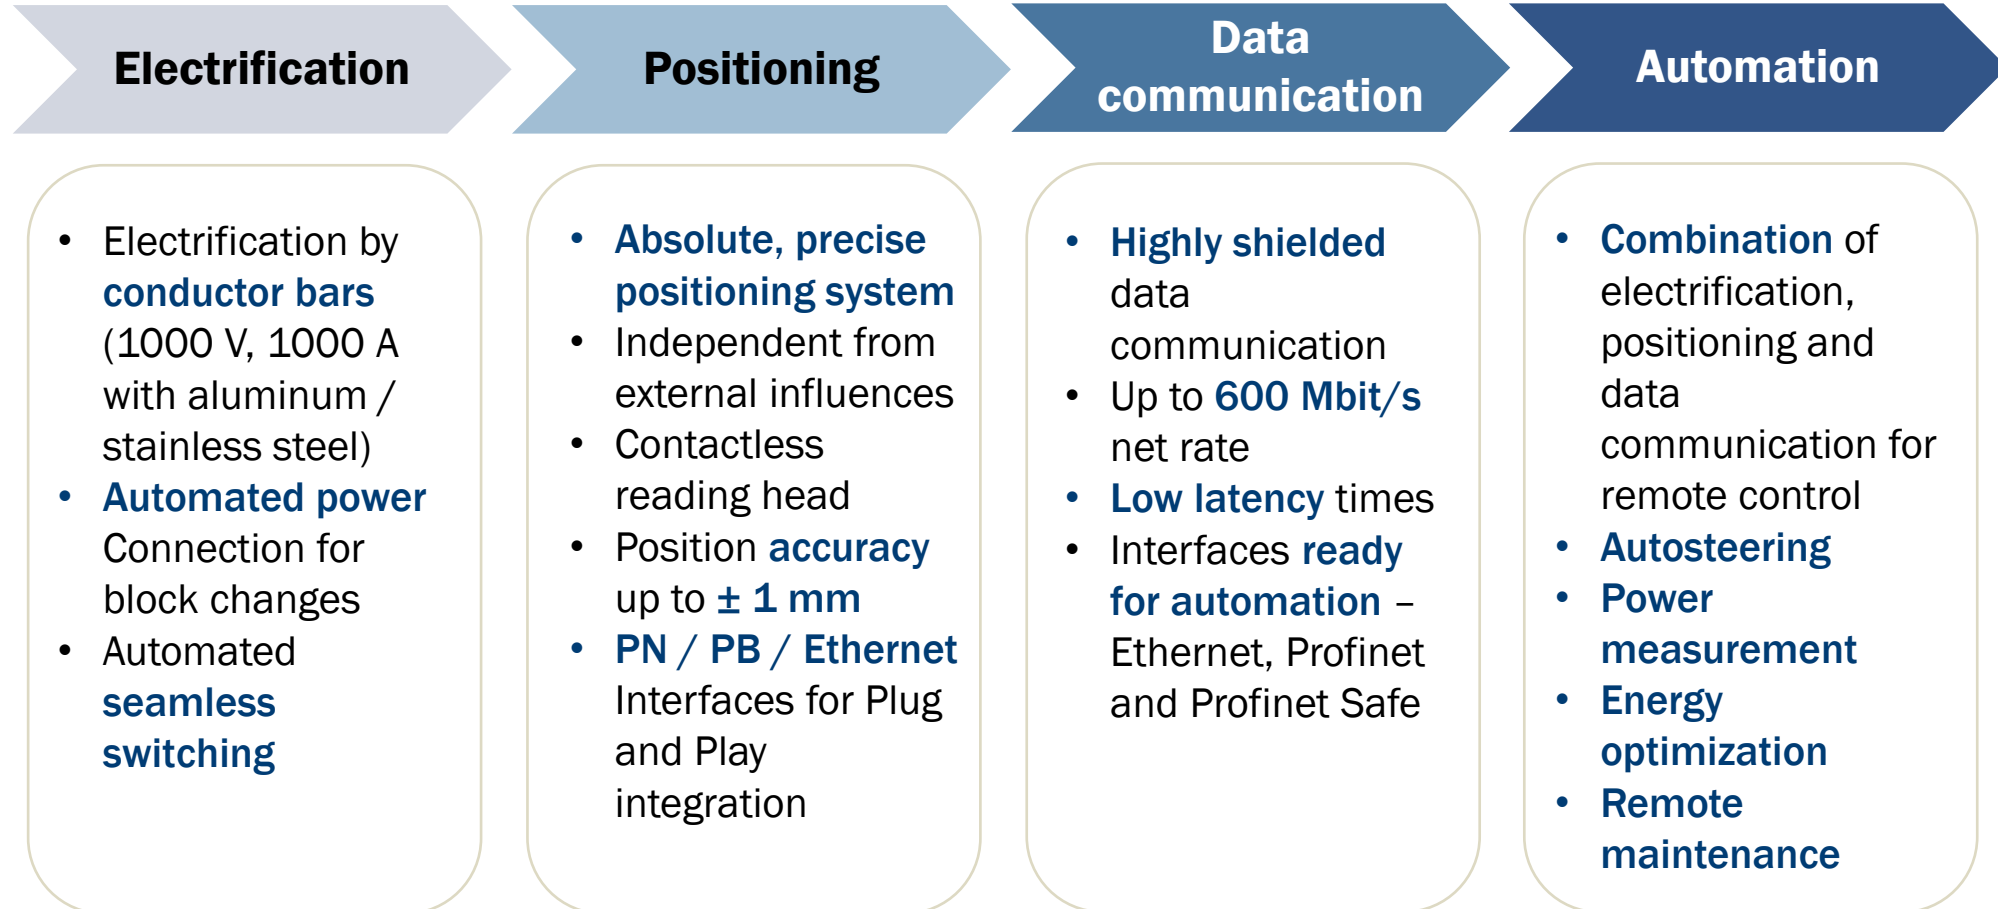 Electrification
• Electrification by
conductor bars
(1000 V, 1000 A
with aluminum /
stainless steel)
• Automated power
Connection for
block changes
• Automated
seamless
switching
Positioning
• Absolute, precise
positioning system
• Independent from
external influences
• Contactless
reading head
• Position accuracy
up to ± 1 mm
• PN / PB / Ethernet
Interfaces for Plug
and Play
integration
Data
communication
• Highly shielded
data
communication
• Up to 600 Mbit/s
net rate
• Low latency times
• Interfaces ready
for automation –
Ethernet, Profinet
and Profinet Safe
Automation
• Combination of
electrification,
positioning and
data
communication for
remote control
• Autosteering
• Power
measurement
• Energy
optimization
• Remote
maintenance